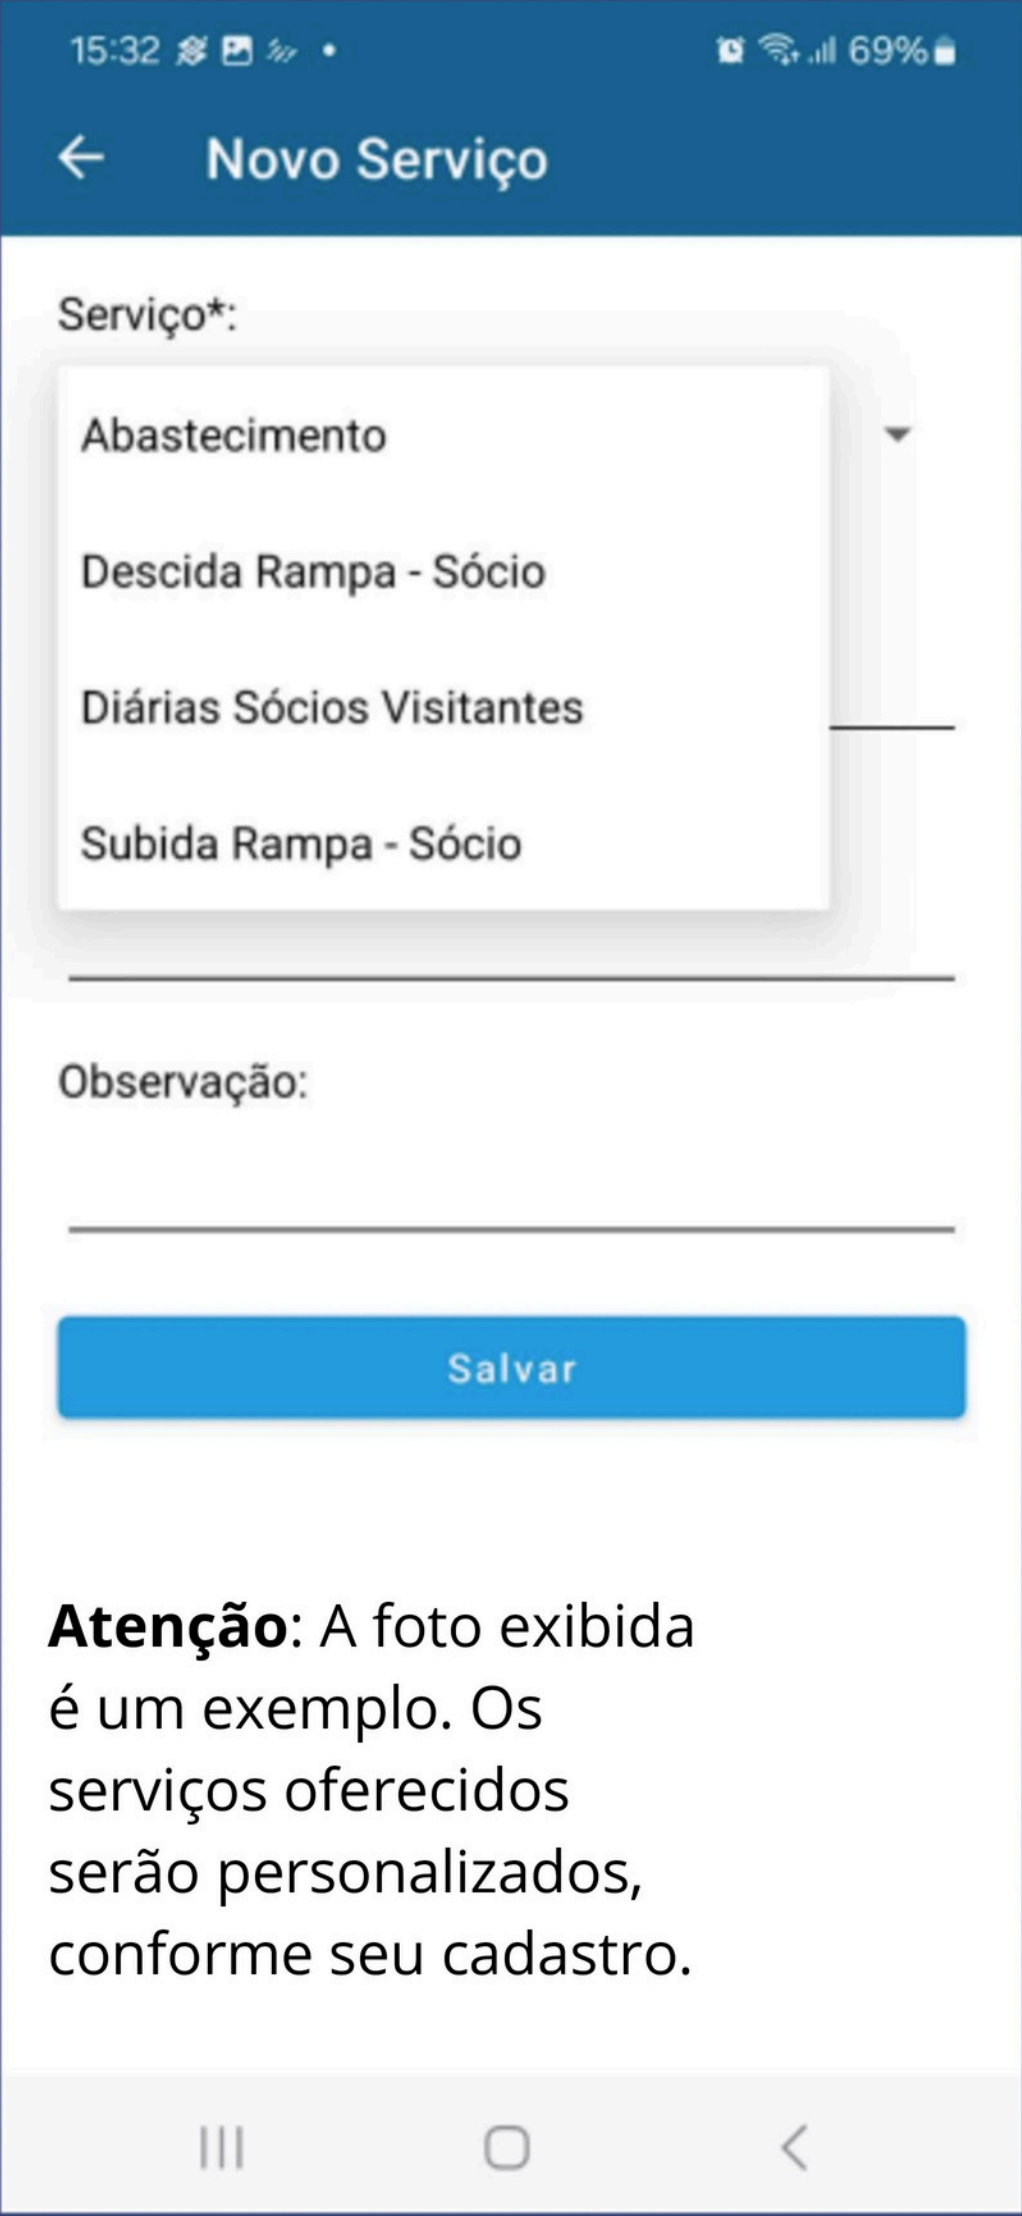 15:32 69%
Novo Serviço
Serviço*:
Abastecimento
Descida Rampa - Sócio
Diárias Sócios Visitantes
Subida Rampa - Sócio
Observação:
Salvar
Atenção: A foto exibida
é um exemplo. Os
serviços oferecidos
serão personalizados,
conforme seu cadastro.